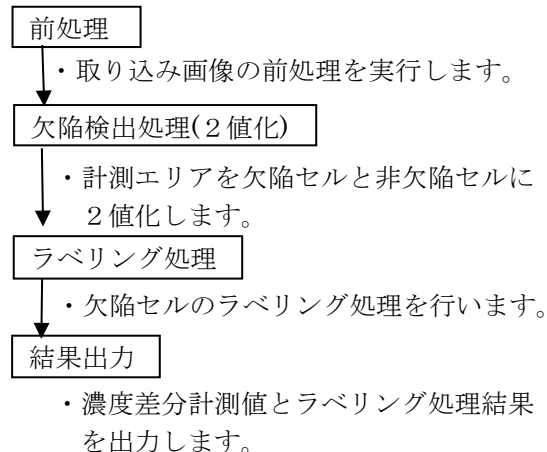 前処理
・取り込み画像の前処理を実行します。
欠陥検出処理(２値化)
・計測エリアを欠陥セルと非欠陥セルに
２値化します。
ラベリング処理
・欠陥セルのラベリング処理を行います。
結果出力
・濃度差分計測値とラベリング処理結果
を出力します。